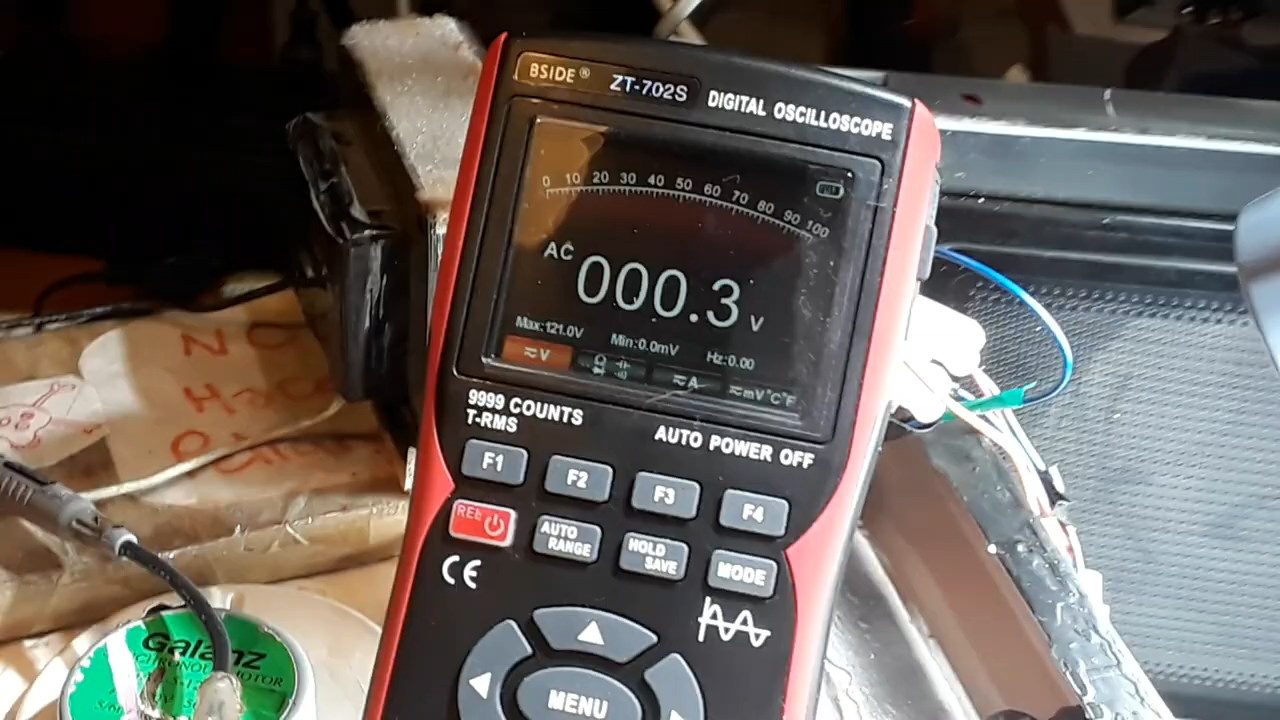 BSIDE® ZT-702S DIGITAL OSCILLOSCOPE
0 10 20 30 40 50 60 70 80 90 100
AC 000.3 V
Max:121.0V Min:0.0mV Hz:0.00
≂V ≂A ≂mV°C°F
9999 COUNTS
T-RMS
AUTO POWER OFF
F1 F2 F3 F4
REL AUTO RANGE HOLD SAVE MODE
CE
MENU
NO
Galanz